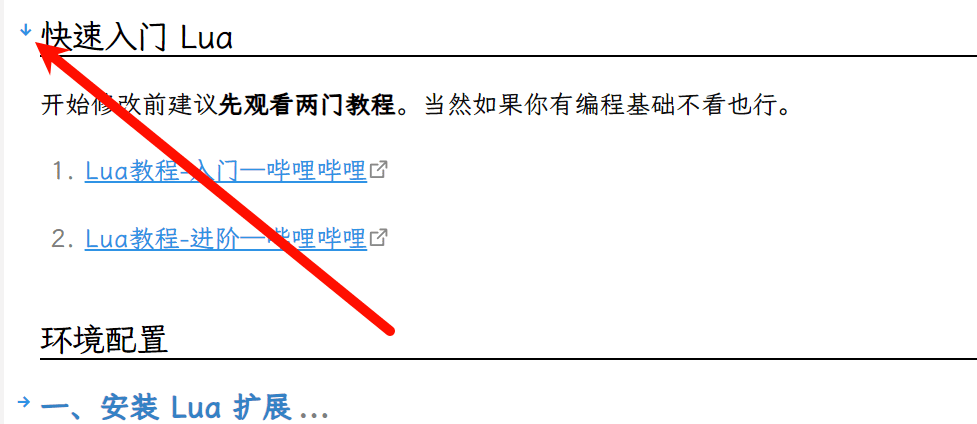 快速入门 Lua
开始修改前建议先观看两门教程。当然如果你有编程基础不看也行。
1. Lua教程-入门—哔哩哔哩
2. Lua教程-进阶—哔哩哔哩
环境配置
一、安装 Lua 扩展...